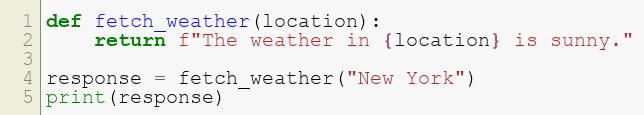 1 def fetch_weather(location):
2     return f"The weather in {location} is sunny."
3
4 response = fetch_weather("New York")
5 print(response)